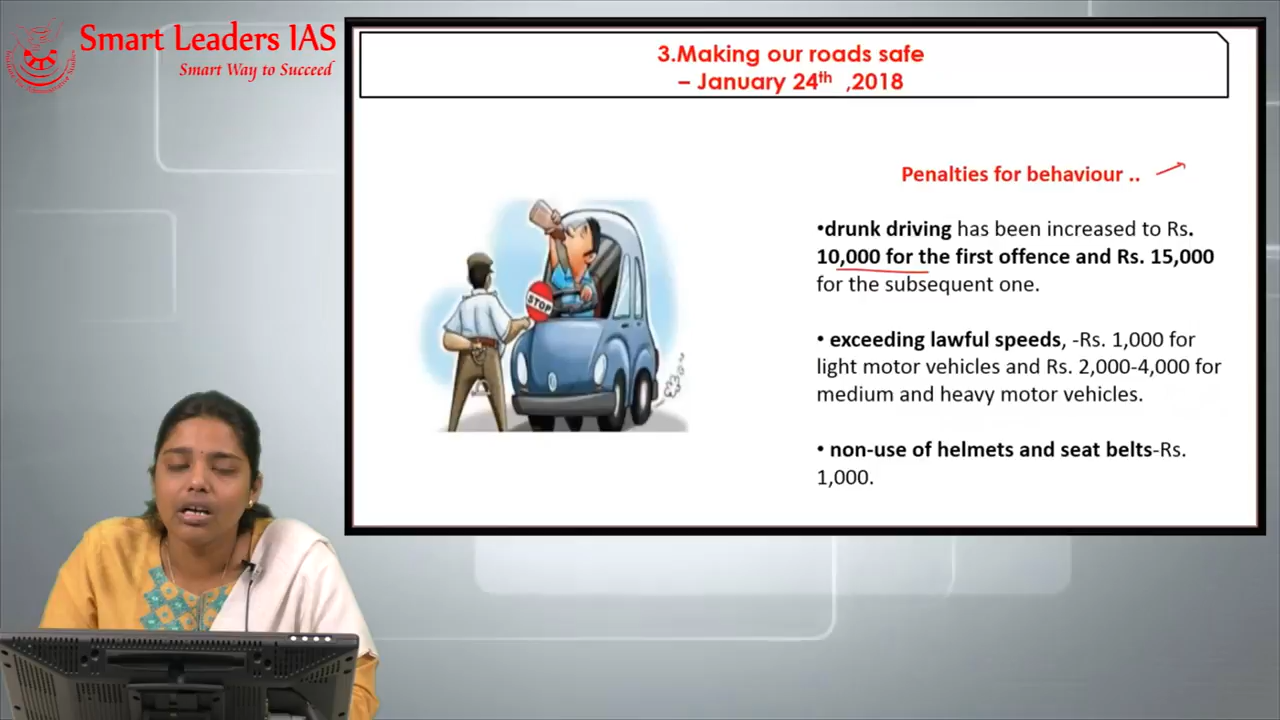 Smart Leaders IAS
Smart Way to Succeed
3.Making our roads safe
– January 24th ,2018
Penalties for behaviour ..
•drunk driving has been increased to Rs.
10,000 for the first offence and Rs. 15,000
for the subsequent one.
• exceeding lawful speeds, -Rs. 1,000 for
light motor vehicles and Rs. 2,000-4,000 for
medium and heavy motor vehicles.
• non-use of helmets and seat belts-Rs.
1,000.
STOP